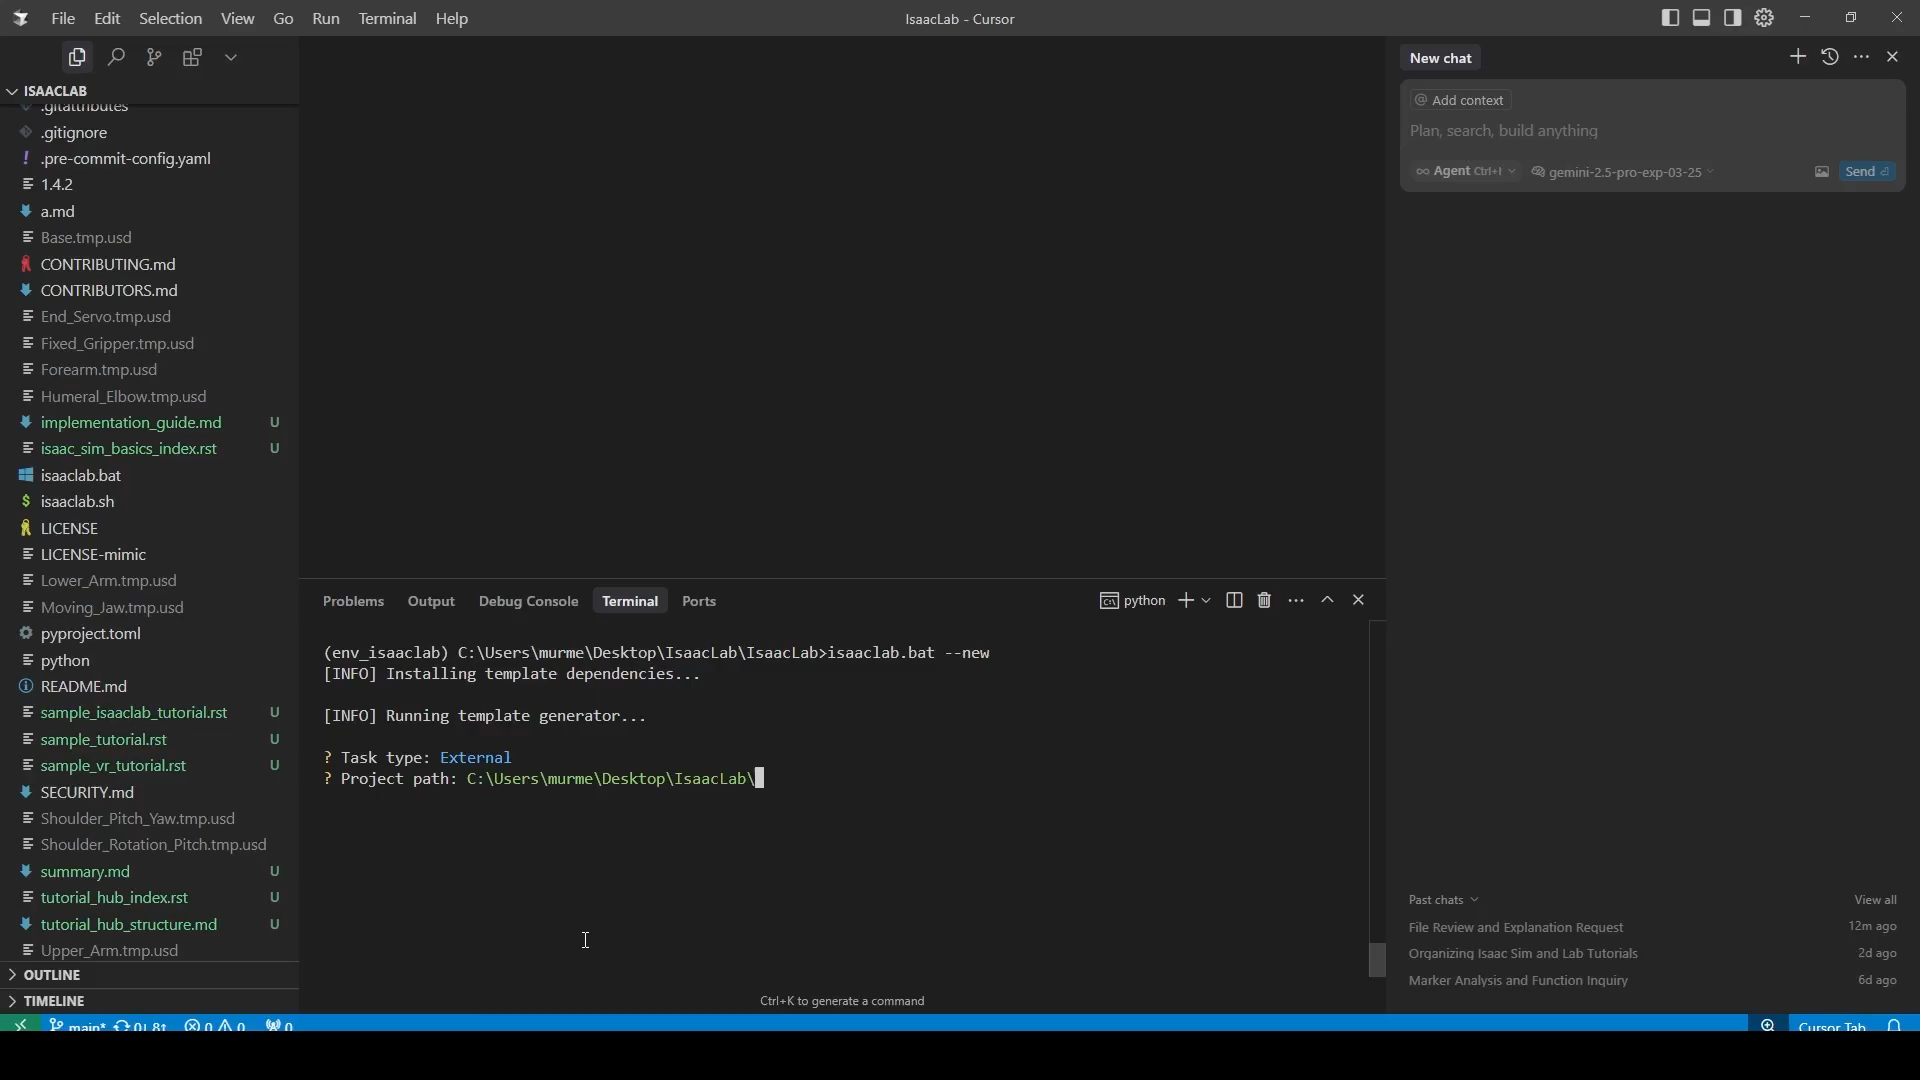 File Edit Selection View Go Run Terminal Help
IsaacLab - Cursor
ISAACLAB
.gitattributes
.gitignore
! .pre-commit-config.yaml
1.4.2
a.md
Base.tmp.usd
CONTRIBUTING.md
CONTRIBUTORS.md
End_Servo.tmp.usd
Fixed_Gripper.tmp.usd
Forearm.tmp.usd
Humeral_Elbow.tmp.usd
implementation_guide.md U
isaac_sim_basics_index.rst U
isaaclab.bat
$ isaaclab.sh
LICENSE
LICENSE-mimic
Lower_Arm.tmp.usd
Moving_Jaw.tmp.usd
pyproject.toml
python
README.md
sample_isaaclab_tutorial.rst U
sample_tutorial.rst U
sample_vr_tutorial.rst U
SECURITY.md
Shoulder_Pitch_Yaw.tmp.usd
Shoulder_Rotation_Pitch.tmp.usd
summary.md U
tutorial_hub_index.rst U
tutorial_hub_structure.md U
Upper_Arm.tmp.usd
OUTLINE
TIMELINE
Problems Output Debug Console Terminal Ports
python
(env_isaaclab) C:\Users\murme\Desktop\IsaacLab\IsaacLab>isaaclab.bat --new
[INFO] Installing template dependencies...
[INFO] Running template generator...
? Task type: External
? Project path: C:\Users\murme\Desktop\IsaacLab\
Ctrl+K to generate a command
New chat
@ Add context
Plan, search, build anything
∞ Agent Ctrl+I gemini-2.5-pro-exp-03-25 Send
Past chats View all
File Review and Explanation Request 12m ago
Organizing Isaac Sim and Lab Tutorials 2d ago
Marker Analysis and Function Inquiry 6d ago
main* 0↓ 8↑ 0 0 0
Cursor Tab